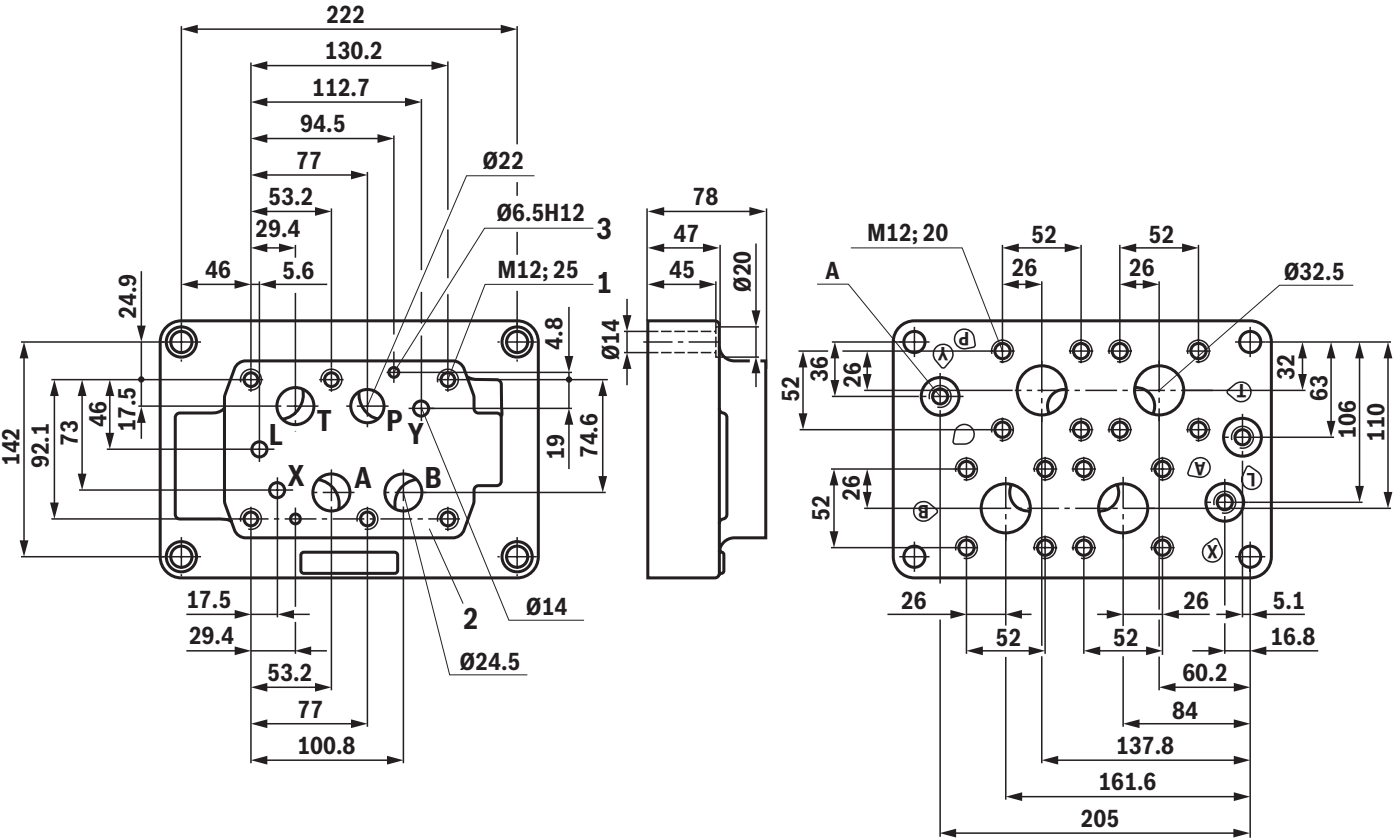 222
130.2
112.7
94.5
77
Ø22
53.2
Ø6.5H12
3
29.4
46
5.6
M12; 25
1
24.9
4.8
142
92.1
73
46
17.5
19
74.6
T
P
Y
L
X
A
B
17.5
29.4
53.2
77
100.8
2
Ø14
Ø24.5
78
47
45
Ø20
Ø14
M12; 20
52
52
A
26
26
Ø32.5
36
26
52
P
Y
T
A
L
B
X
32
63
106
110
26
52
26
26
5.1
52
52
16.8
60.2
84
137.8
161.6
205